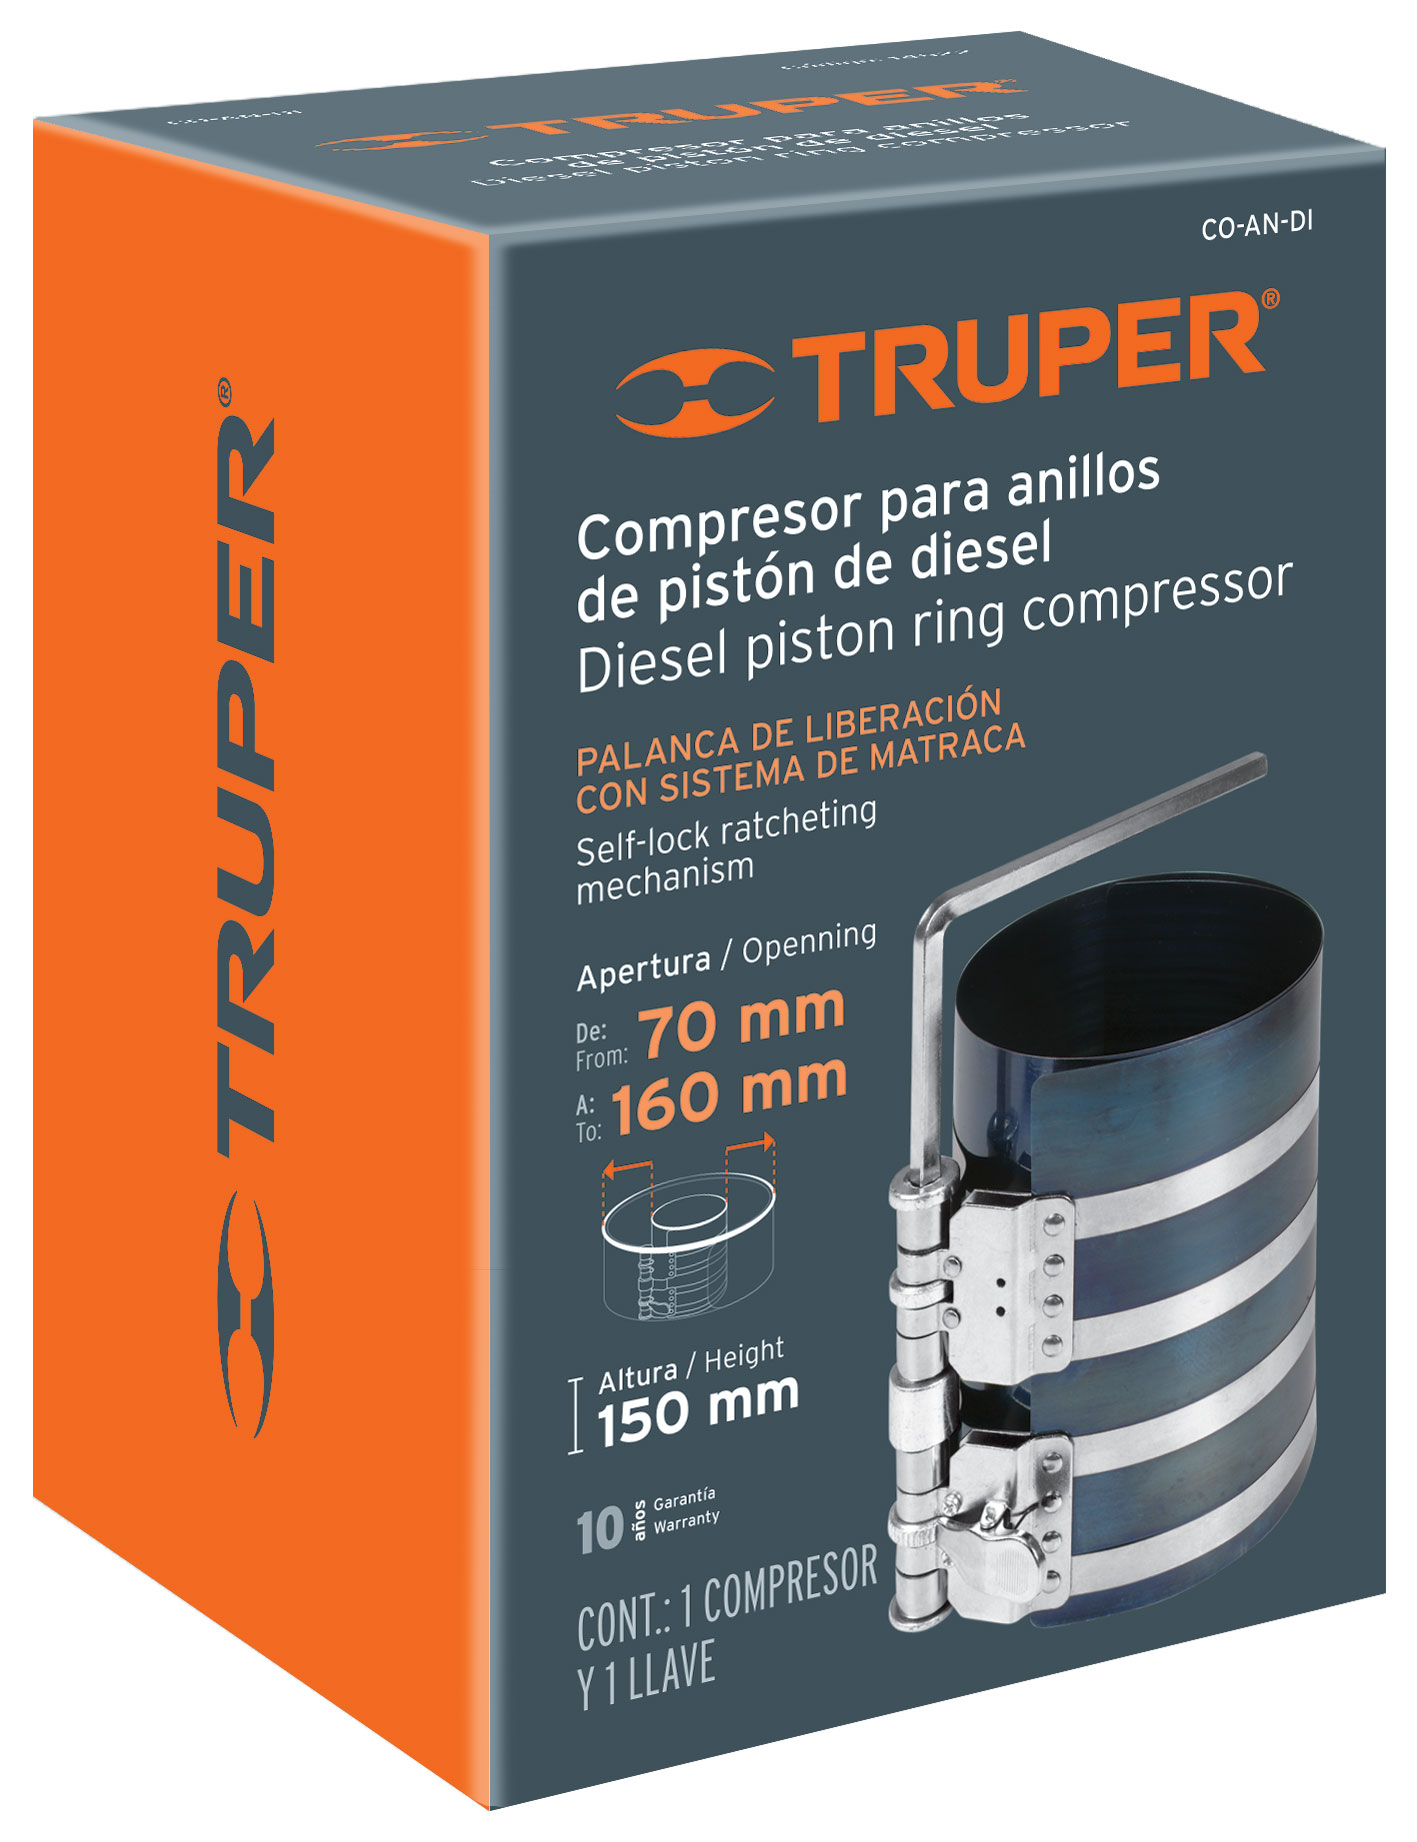 TRUPER
Compresor para anillos
de pistón de diesel
Diesel piston ring compressor
CO-AN-DI
TRUPER®
Compresor para anillos
de pistón de diesel
Diesel piston ring compressor
PALANCA DE LIBERACIÓN
CON SISTEMA DE MATRACA
Self-lock ratcheting
mechanism
Apertura / Openning
De:
From: 70 mm
A:
To: 160 mm
Altura / Height
150 mm
10 años Garantía
Warranty
CONT.: 1 COMPRESOR
Y 1 LLAVE
TRUPER®